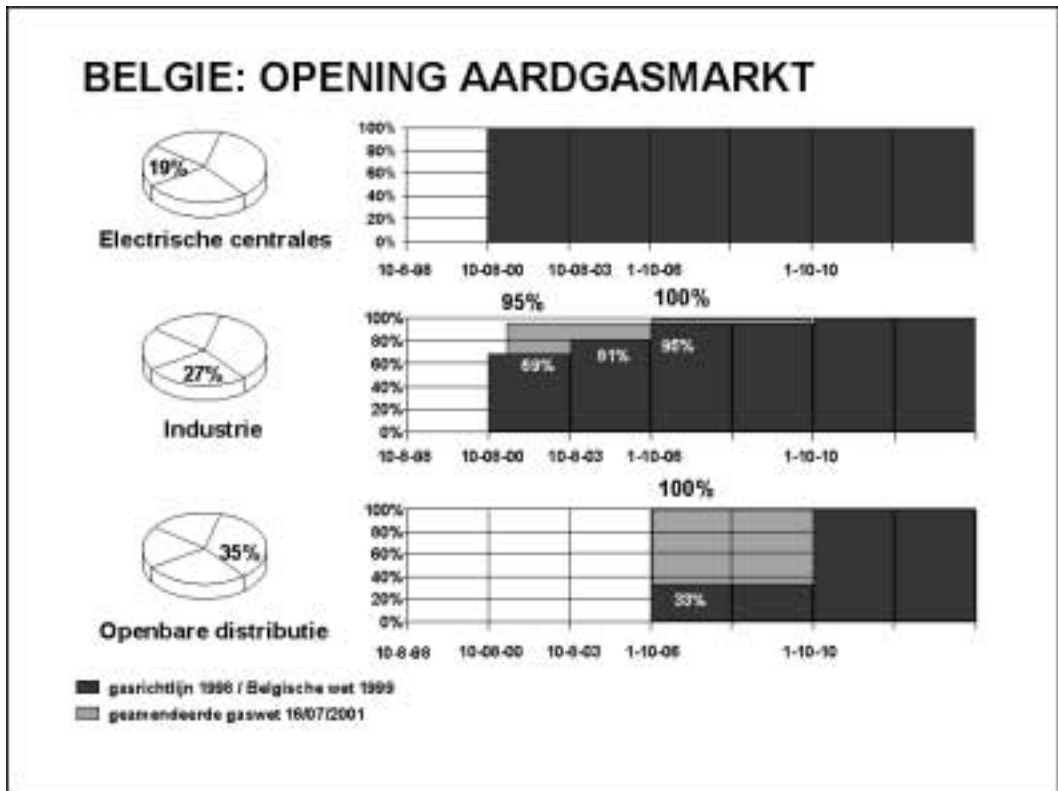 BELGIE: OPENING AARDGASMARKT
19%
Electrische centrales
100%
80%
60%
40%
20%
0%
10-8-98 10-08-00 10-08-03 1-10-06 1-10-10
95% 100%
27%
Industrie
100%
80%
60%
40%
20%
0%
69% 81% 95%
10-8-98 10-08-00 10-8-03 1-10-06 1-10-10
100%
35%
Openbare distributie
100%
80%
60%
40%
20%
0%
33%
10-8-98 10-08-00 10-8-03 1-10-06 1-10-10
gasrichtlijn 1998 / Belgische wet 1999
geamendeerde gaswet 16/07/2001